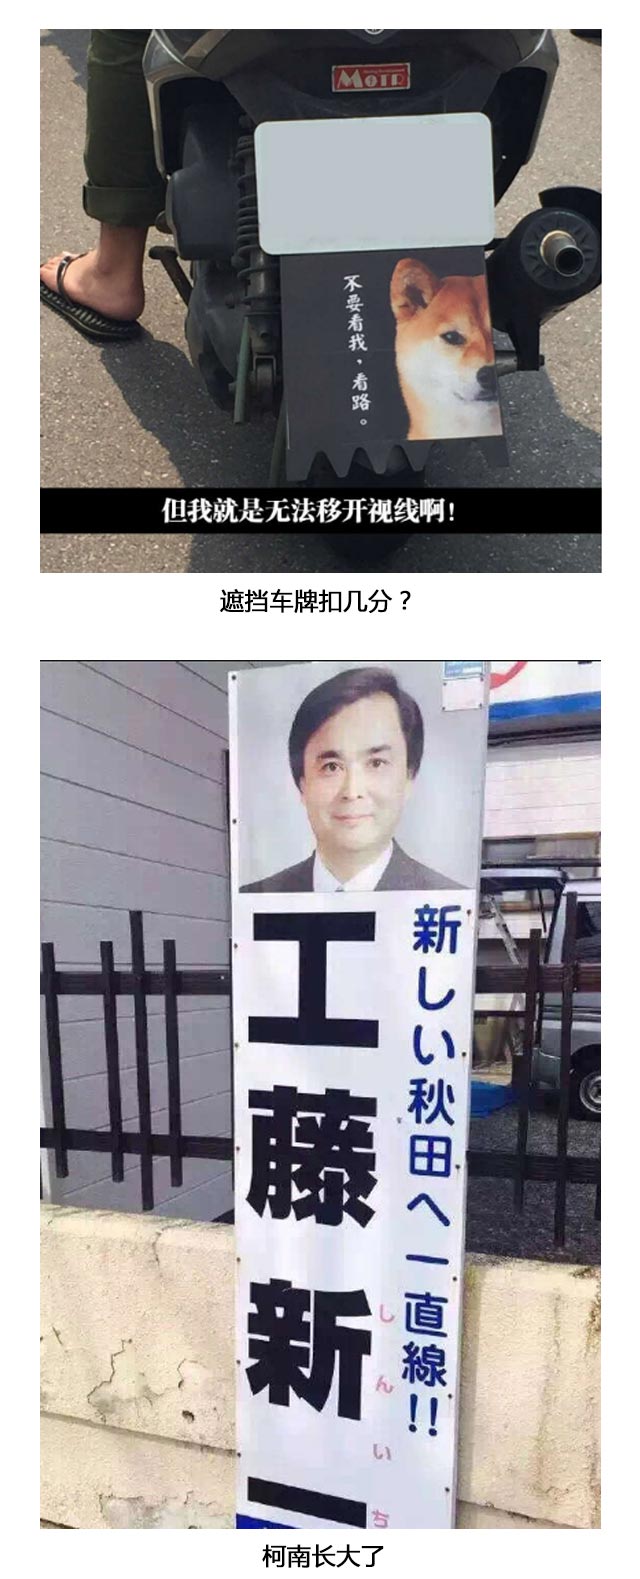 MOTR
不要看我，看路。
但我就是无法移开视线啊！
遮挡车牌扣几分？
新しい秋田へ一直線!!
工藤新一
しんいち
柯南长大了